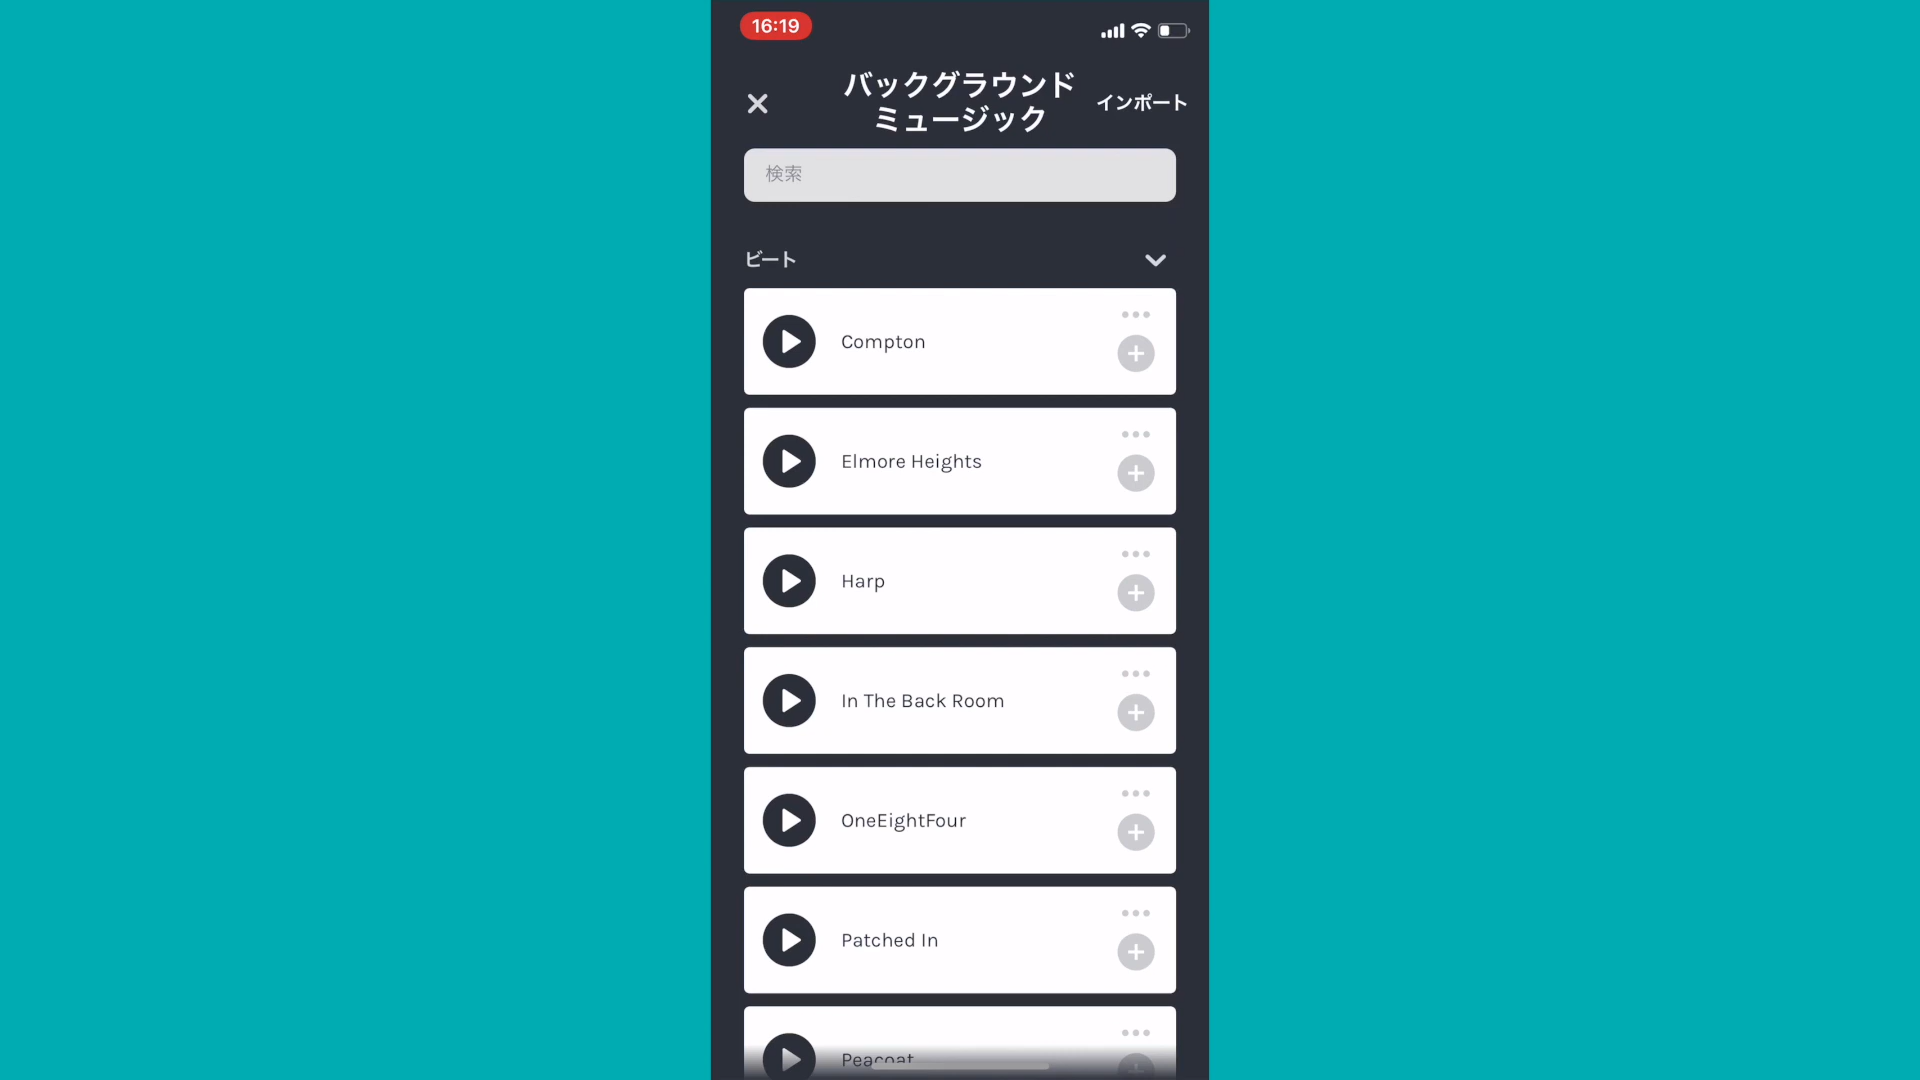 16:19
バックグラウンド
ミュージック
インポート
検索
ビート
Compton
Elmore Heights
Harp
In The Back Room
OneEightFour
Patched In
Peacoat